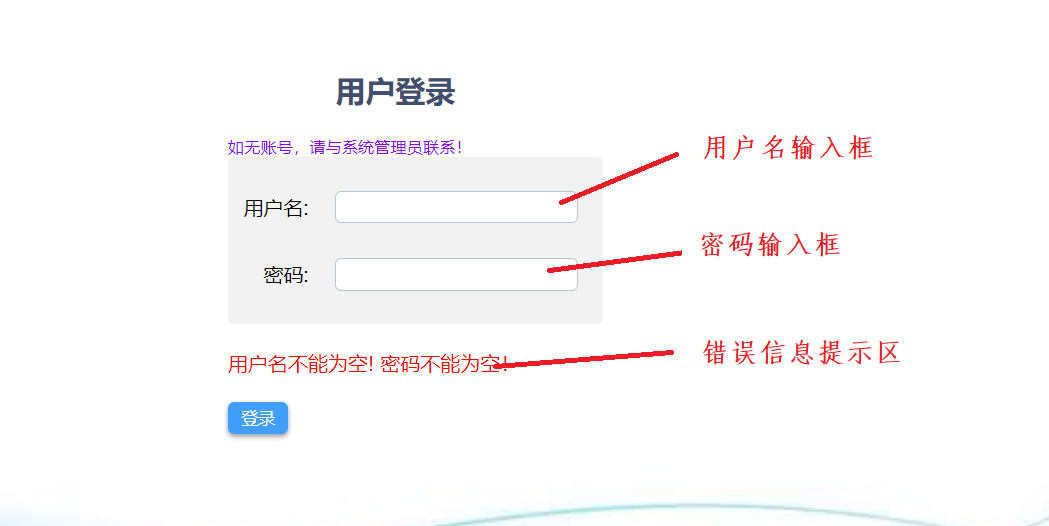 用户登录
如无账号，请与系统管理员联系！
用户名输入框
用户名:
密码输入框
密码:
错误信息提示区
用户名不能为空! 密码不能为空!
登录